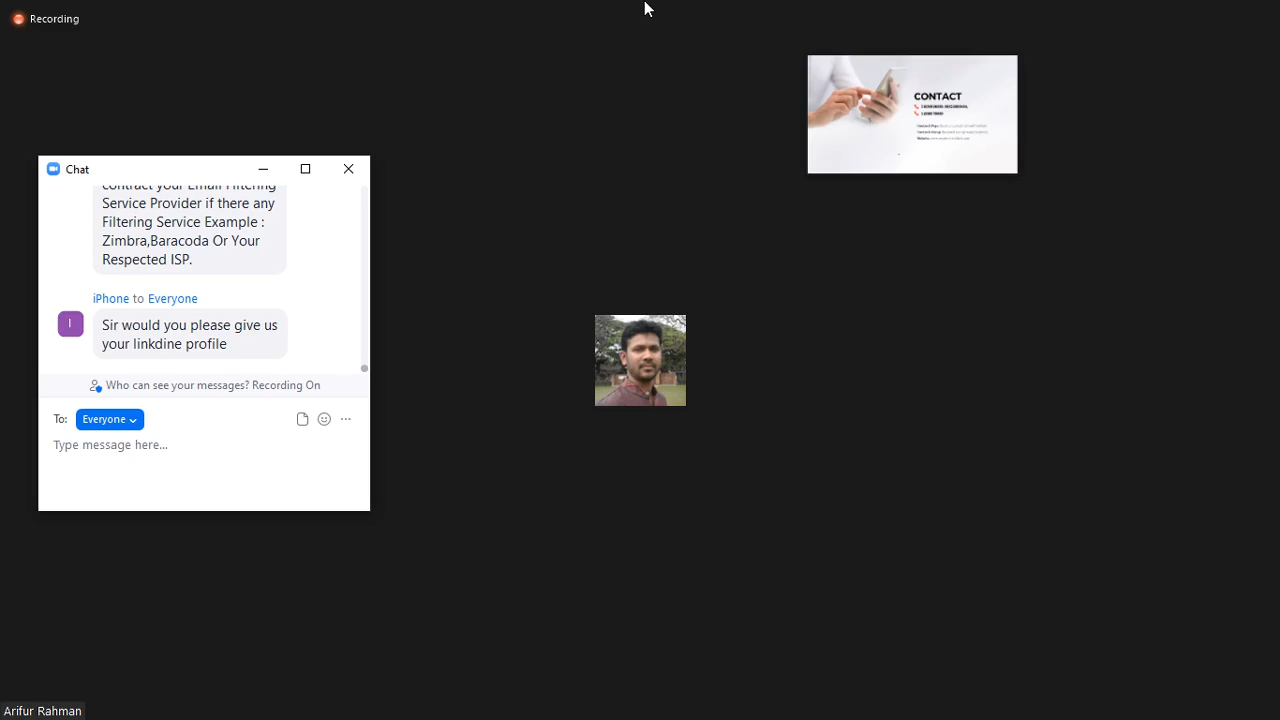 Recording
CONTACT
Chat
contract your Email Filtering
Service Provider if there any
Filtering Service Example :
Zimbra,Baracoda Or Your
Respected ISP.
iPhone to Everyone
I
Sir would you please give us
your linkdine profile
Who can see your messages? Recording On
To: Everyone
Type message here...
Arifur Rahman